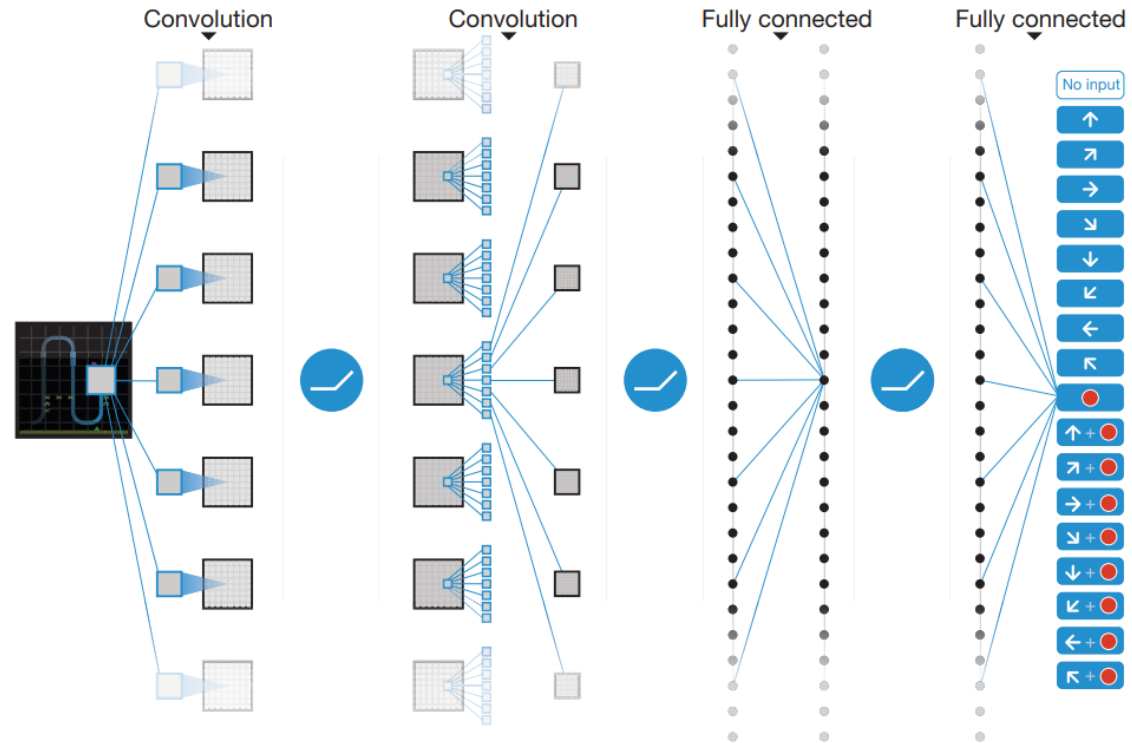 Convolution
Convolution
Fully connected
Fully connected
No input
+
+
+
+
+
+
+
+